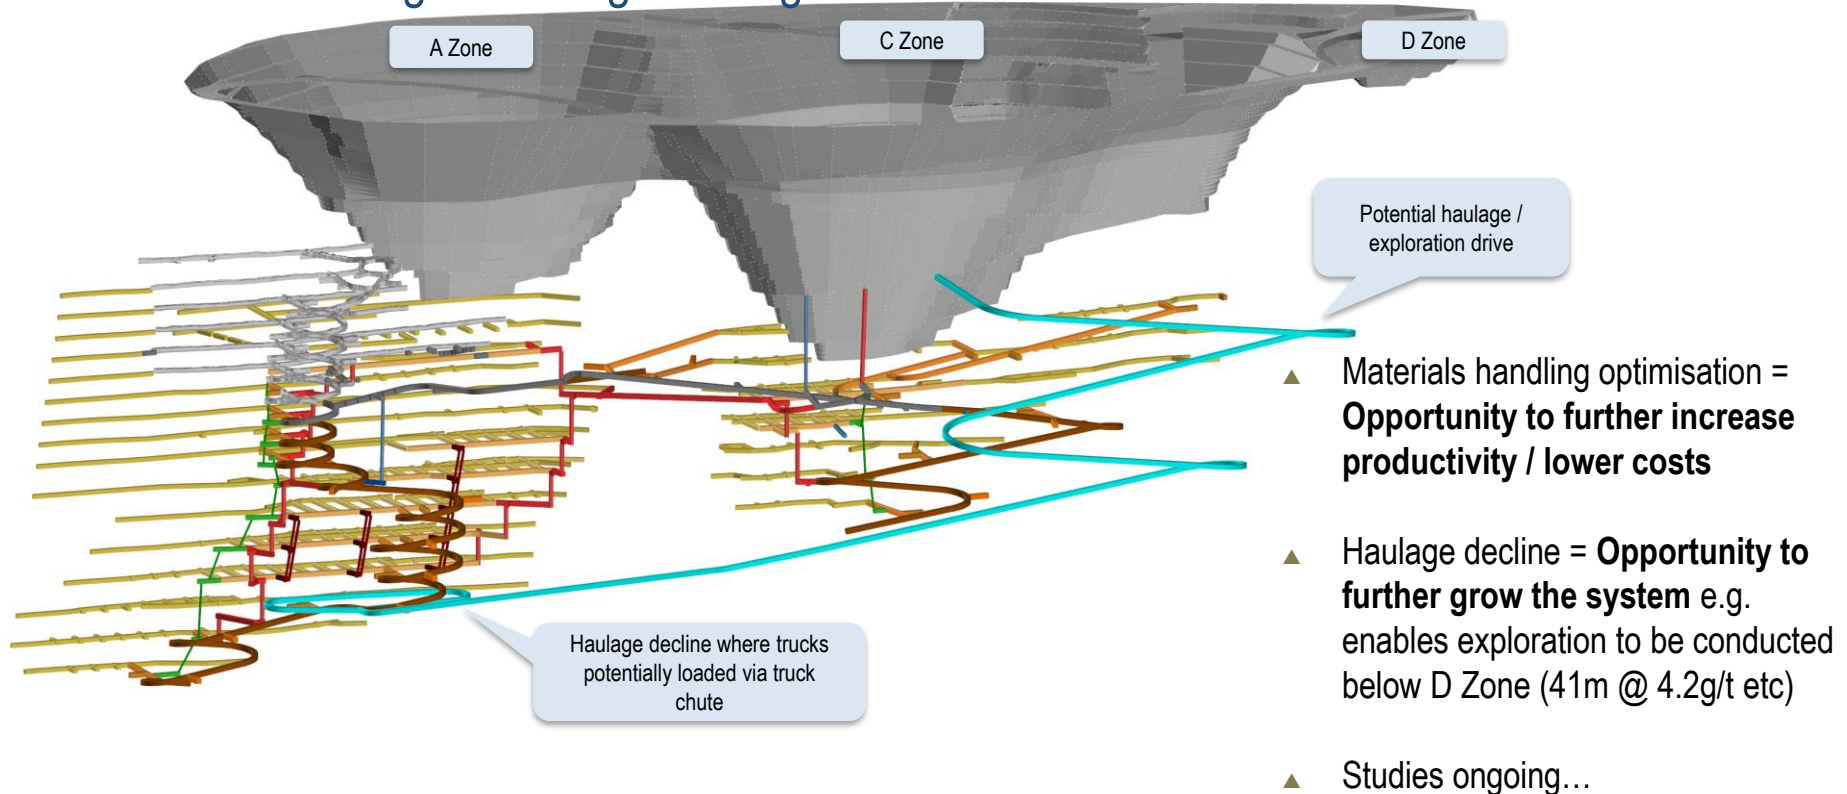 A Zone
C Zone
D Zone
Potential haulage /
exploration drive
Materials handling optimisation =
Opportunity to further increase
productivity / lower costs
Haulage decline = Opportunity to
further grow the system e.g.
enables exploration to be conducted
below D Zone (41m @ 4.2g/t etc)
Haulage decline where trucks
potentially loaded via truck
chute
Studies ongoing…